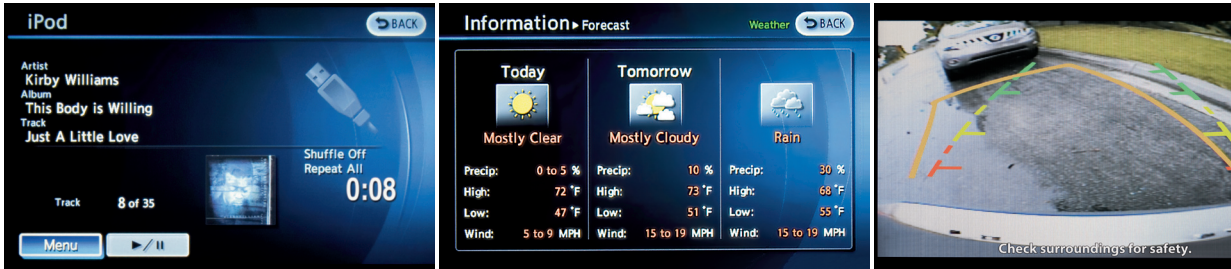 iPod
BACK
Artist
Kirby Williams
Album
This Body is Willing
Track
Just A Little Love
Shuffle Off
Repeat All
0:08
Track 8 of 35
Menu
Information ▸ Forecast Weather BACK
Today Tomorrow
Mostly Clear Mostly Cloudy Rain
Precip: 0 to 5 % Precip: 10 % Precip: 30 %
High: 72 °F High: 73 °F High: 68 °F
Low: 47 °F Low: 51 °F Low: 55 °F
Wind: 5 to 9 MPH Wind: 15 to 19 MPH Wind: 15 to 19 MPH
Check surroundings for safety.